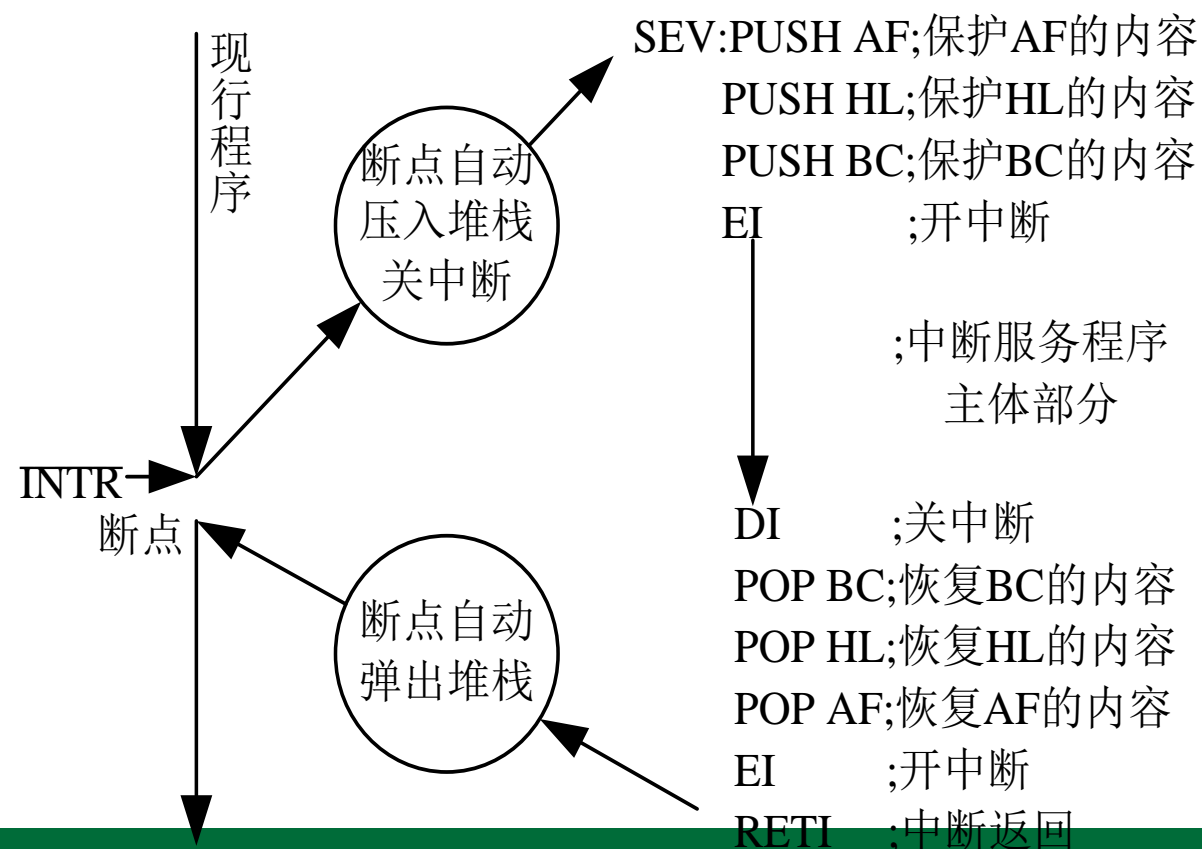 现行程序
断点自动
压入堆栈
关中断
INTR
断点
断点自动
弹出堆栈
SEV:PUSH AF;保护AF的内容
PUSH HL;保护HL的内容
PUSH BC;保护BC的内容
EI ;开中断
;中断服务程序
主体部分
DI ;关中断
POP BC;恢复BC的内容
POP HL;恢复HL的内容
POP AF;恢复AF的内容
EI ;开中断
RETI ;中断返回